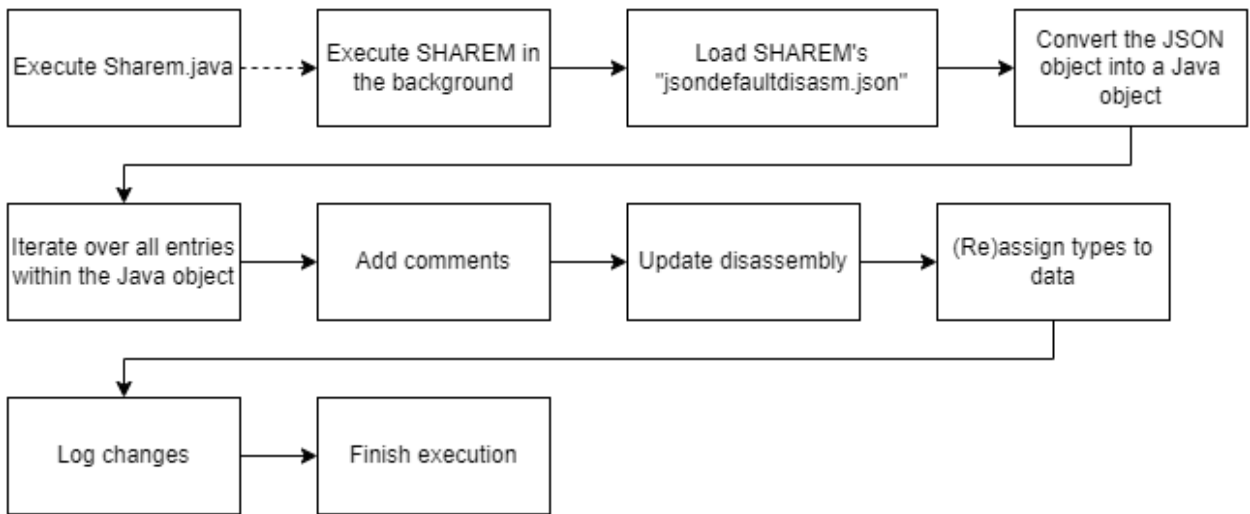 Execute Sharem.java
Execute SHAREM in
the background
Load SHAREM's
"jsondefaultdisasm.json"
Convert the JSON
object into a Java
object
Iterate over all entries
within the Java object
Add comments
Update disassembly
(Re)assign types to
data
Log changes
Finish execution